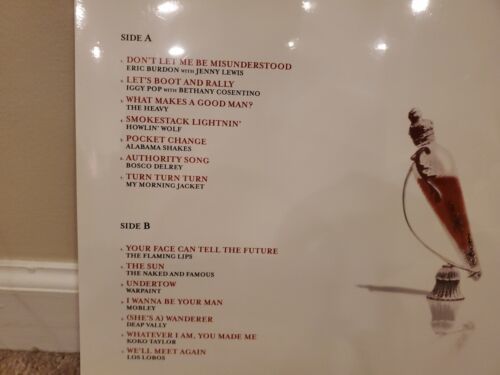 SIDE A
DON'T LET ME BE MISUNDERSTOOD
ERIC BURDON WITH JENNY LEWIS
LET'S BOOT AND RALLY
IGGY POP WITH BETHANY COSENTINO
WHAT MAKES A GOOD MAN?
THE HEAVY
SMOKESTACK LIGHTNIN'
HOWLIN' WOLF
POCKET CHANGE
ALABAMA SHAKES
AUTHORITY SONG
BOSCO DELREY
TURN TURN TURN
MY MORNING JACKET
SIDE B
YOUR FACE CAN TELL THE FUTURE
THE FLAMING LIPS
THE SUN
THE NAKED AND FAMOUS
UNDERTOW
WARPAINT
I WANNA BE YOUR MAN
MOBLEY
(SHE'S A) WANDERER
DEAP VALLY
WHATEVER I AM, YOU MADE ME
KOKO TAYLOR
WE'LL MEET AGAIN
LOS LOBOS